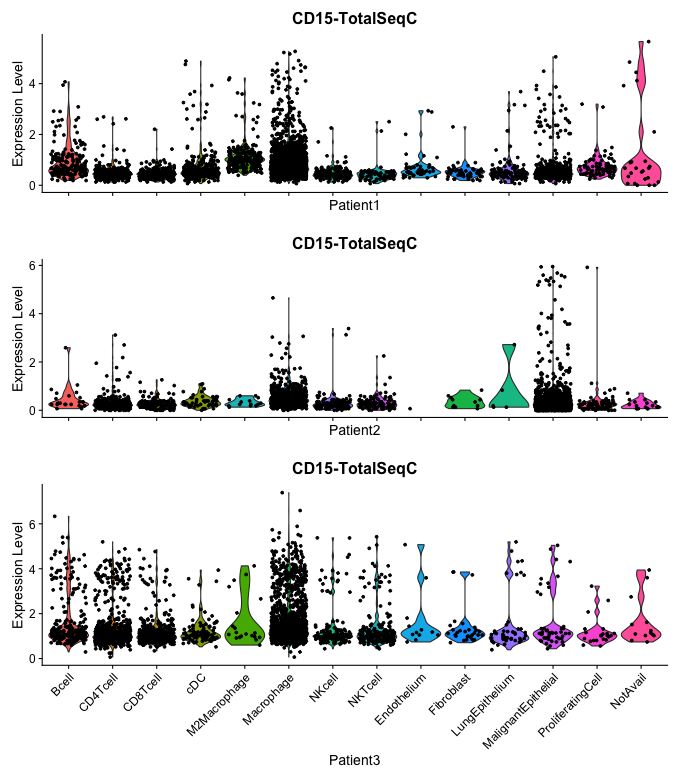 CD15-TotalSeqC
Expression Level
4
2
0
Patient1
CD15-TotalSeqC
Expression Level
6
4
2
0
Patient2
CD15-TotalSeqC
Expression Level
6
4
2
0
Bcell
CD4Tcell
CD8Tcell
cDC
M2Macrophage
Macrophage
NKcell
NKTcell
Endothelium
Fibroblast
LungEpithelium
MalignantEpithelial
ProliferatingCell
NotAvail
Patient3